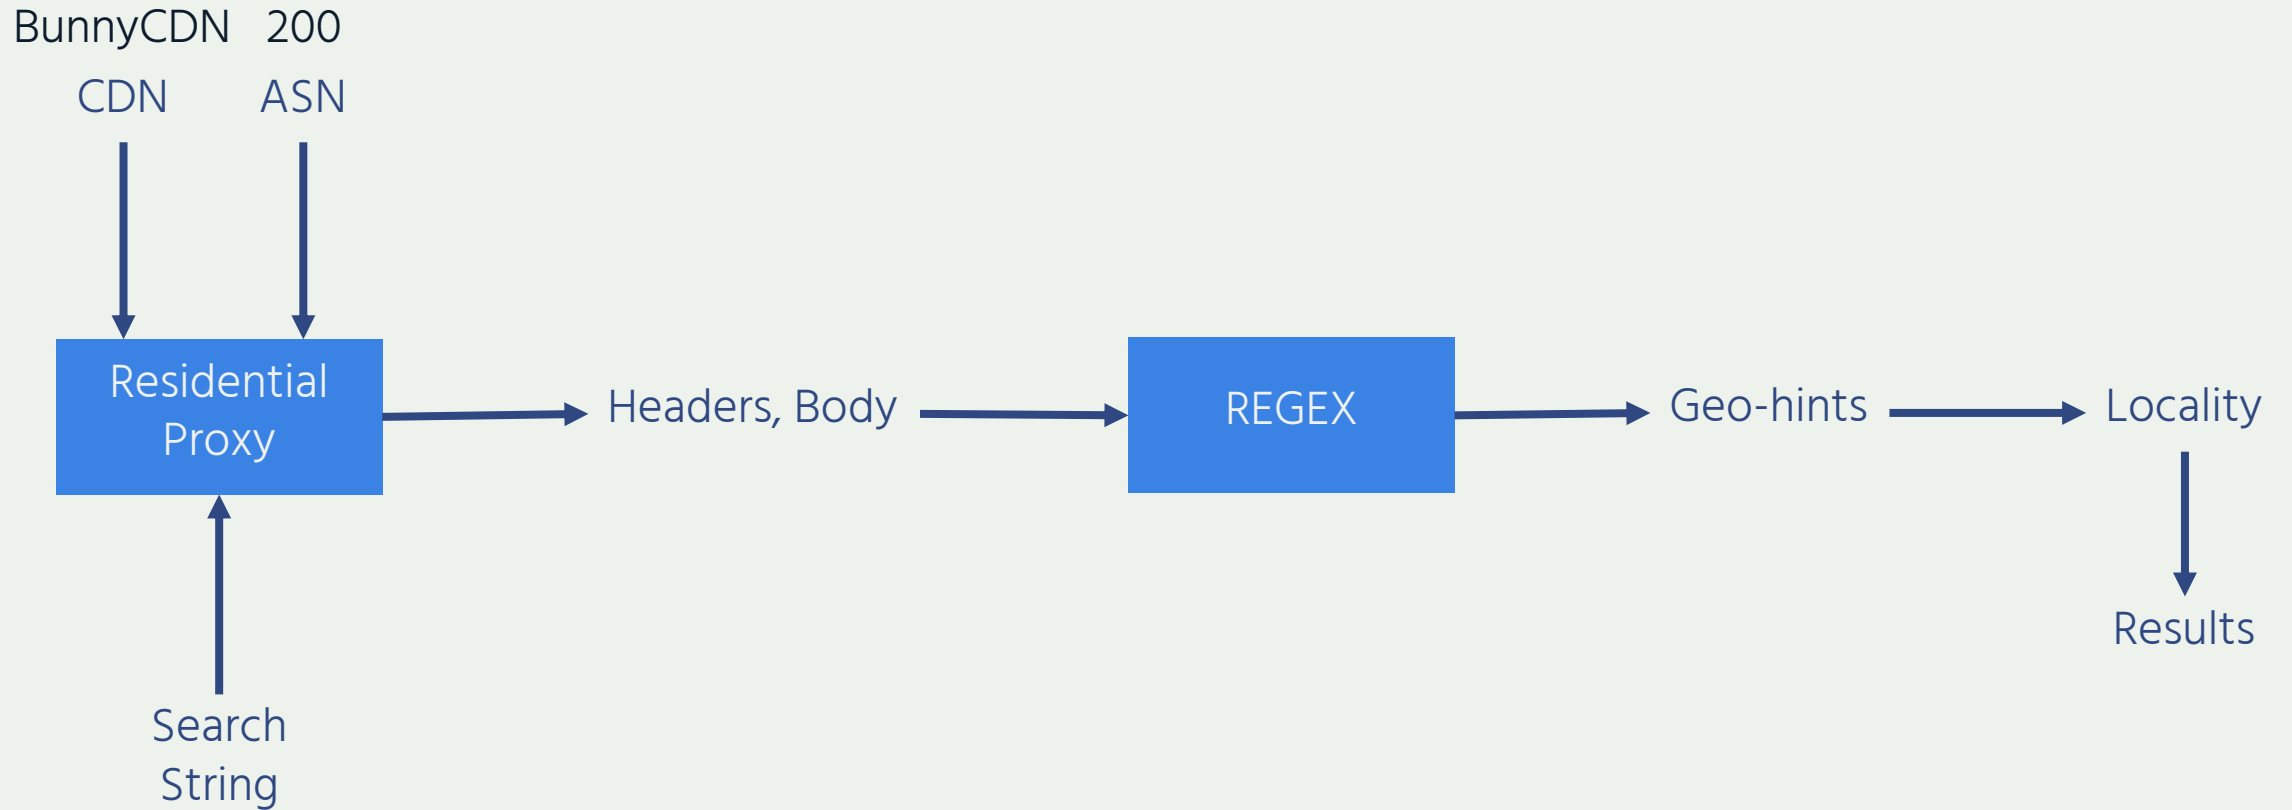 BunnyCDN 200
CDN ASN
Residential
Proxy
Headers, Body
REGEX
Geo-hints
Locality
Results
Search
String